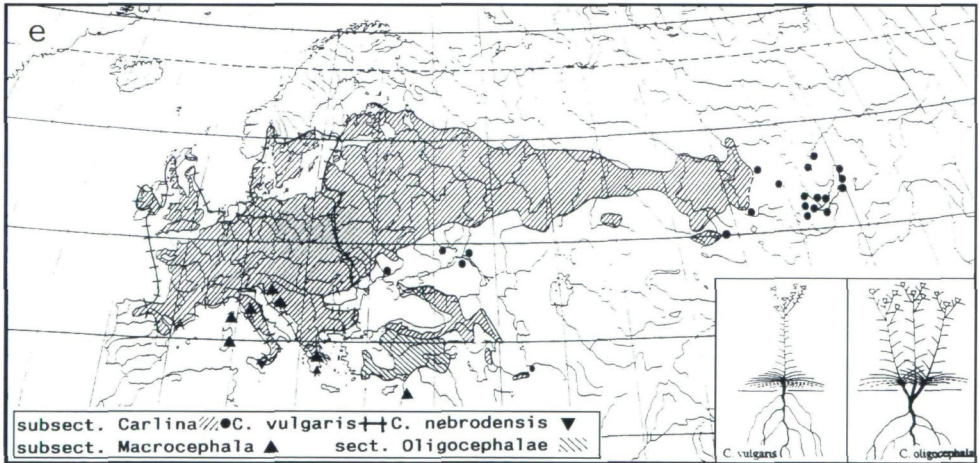 e
subsect. Carlina C. vulgaris C. nebrodensis
subsect. Macrocephala sect. Oligocephalae
C. vulgaris
C. oligocephala